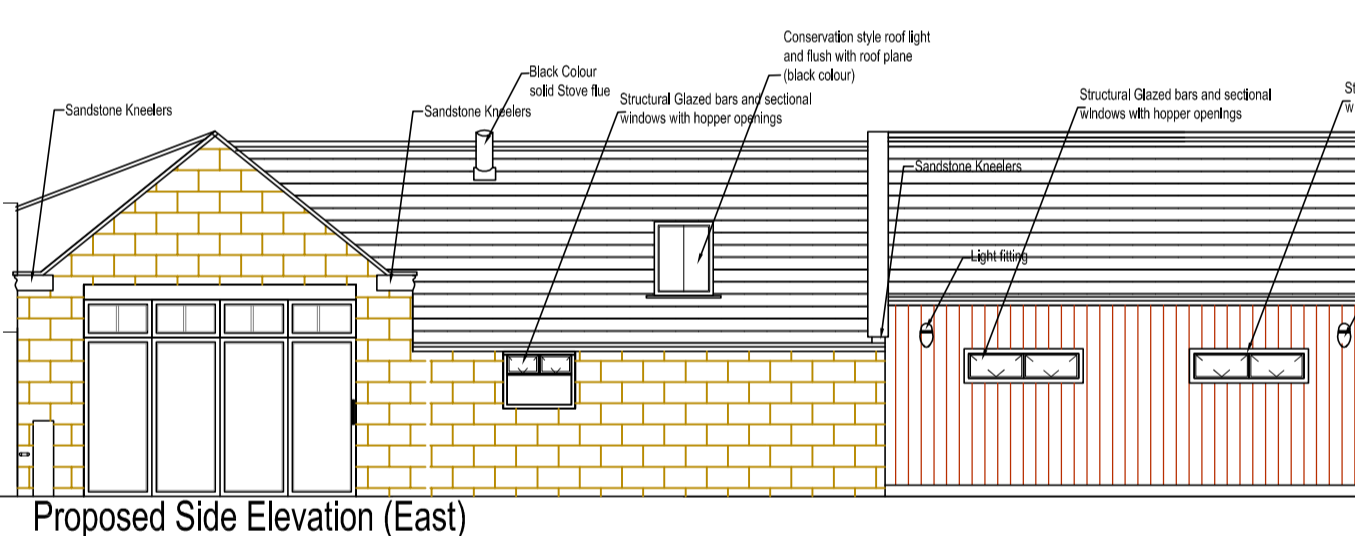 Conservation style roof light
and flush with roof plane
(black colour)
Black Colour
solid Stove flue
Structural Glazed bars and sectional
windows with hopper openings
Structural Glazed bars and sectional
windows with hopper openings
St
w
Sandstone Kneelers
Sandstone Kneelers
Sandstone Kneelers
Light fitting
Proposed Side Elevation (East)